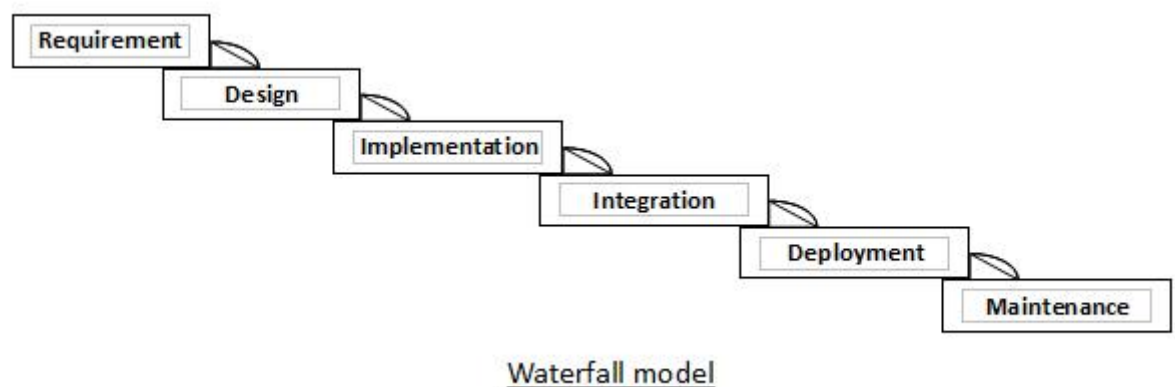 Requirement
Design
Implementation
Integration
Deployment
Maintenance
Waterfall model